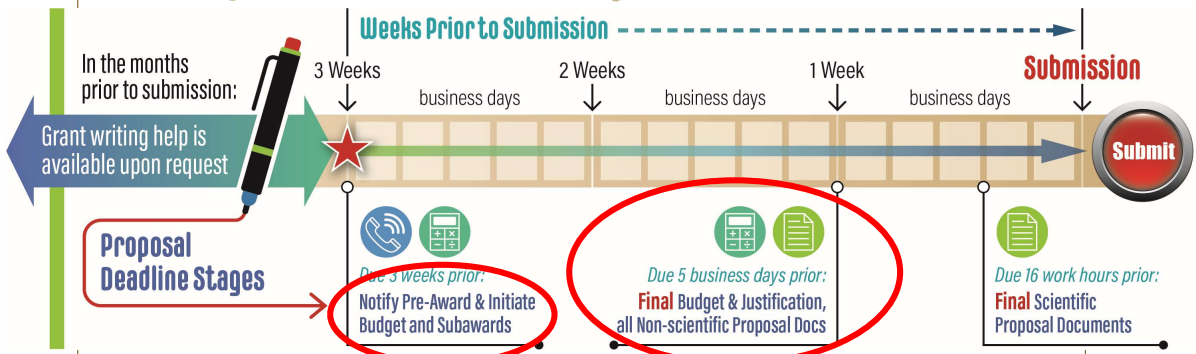 Weeks Prior to Submission
In the months
prior to submission:
3 Weeks
2 Weeks
1 Week
Submission
business days
business days
business days
Grant writing help is
available upon request
Submit
Proposal
Deadline Stages
Due 3 weeks prior:
Notify Pre-Award & Initiate
Budget and Subawards
Due 5 business days prior:
Final Budget & Justification,
all Non-scientific Proposal Docs
Due 16 work hours prior:
Final Scientific
Proposal Documents